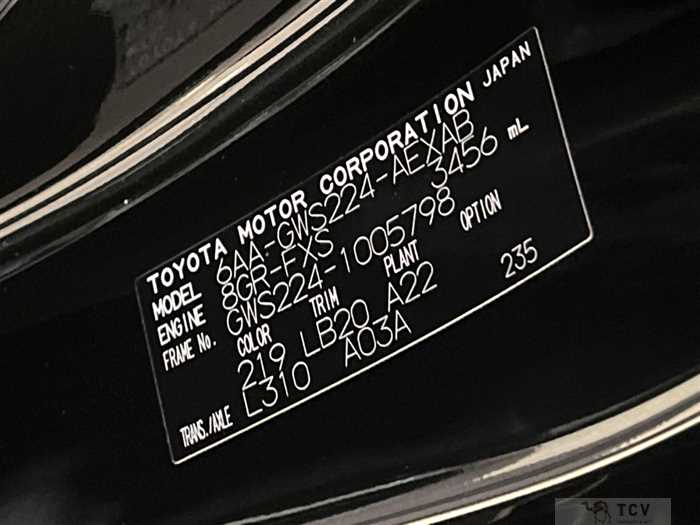 TOYOTA MOTOR CORPORATION JAPAN
MODEL 6AA-GWS224-AEXAB
ENGINE 8GR-FXS 3456 mL
FRAME No. GWS224-1005798
COLOR TRIM PLANT OPTION
219 LB20 A22 235
TRANS./AXLE L310 A03A
TCV